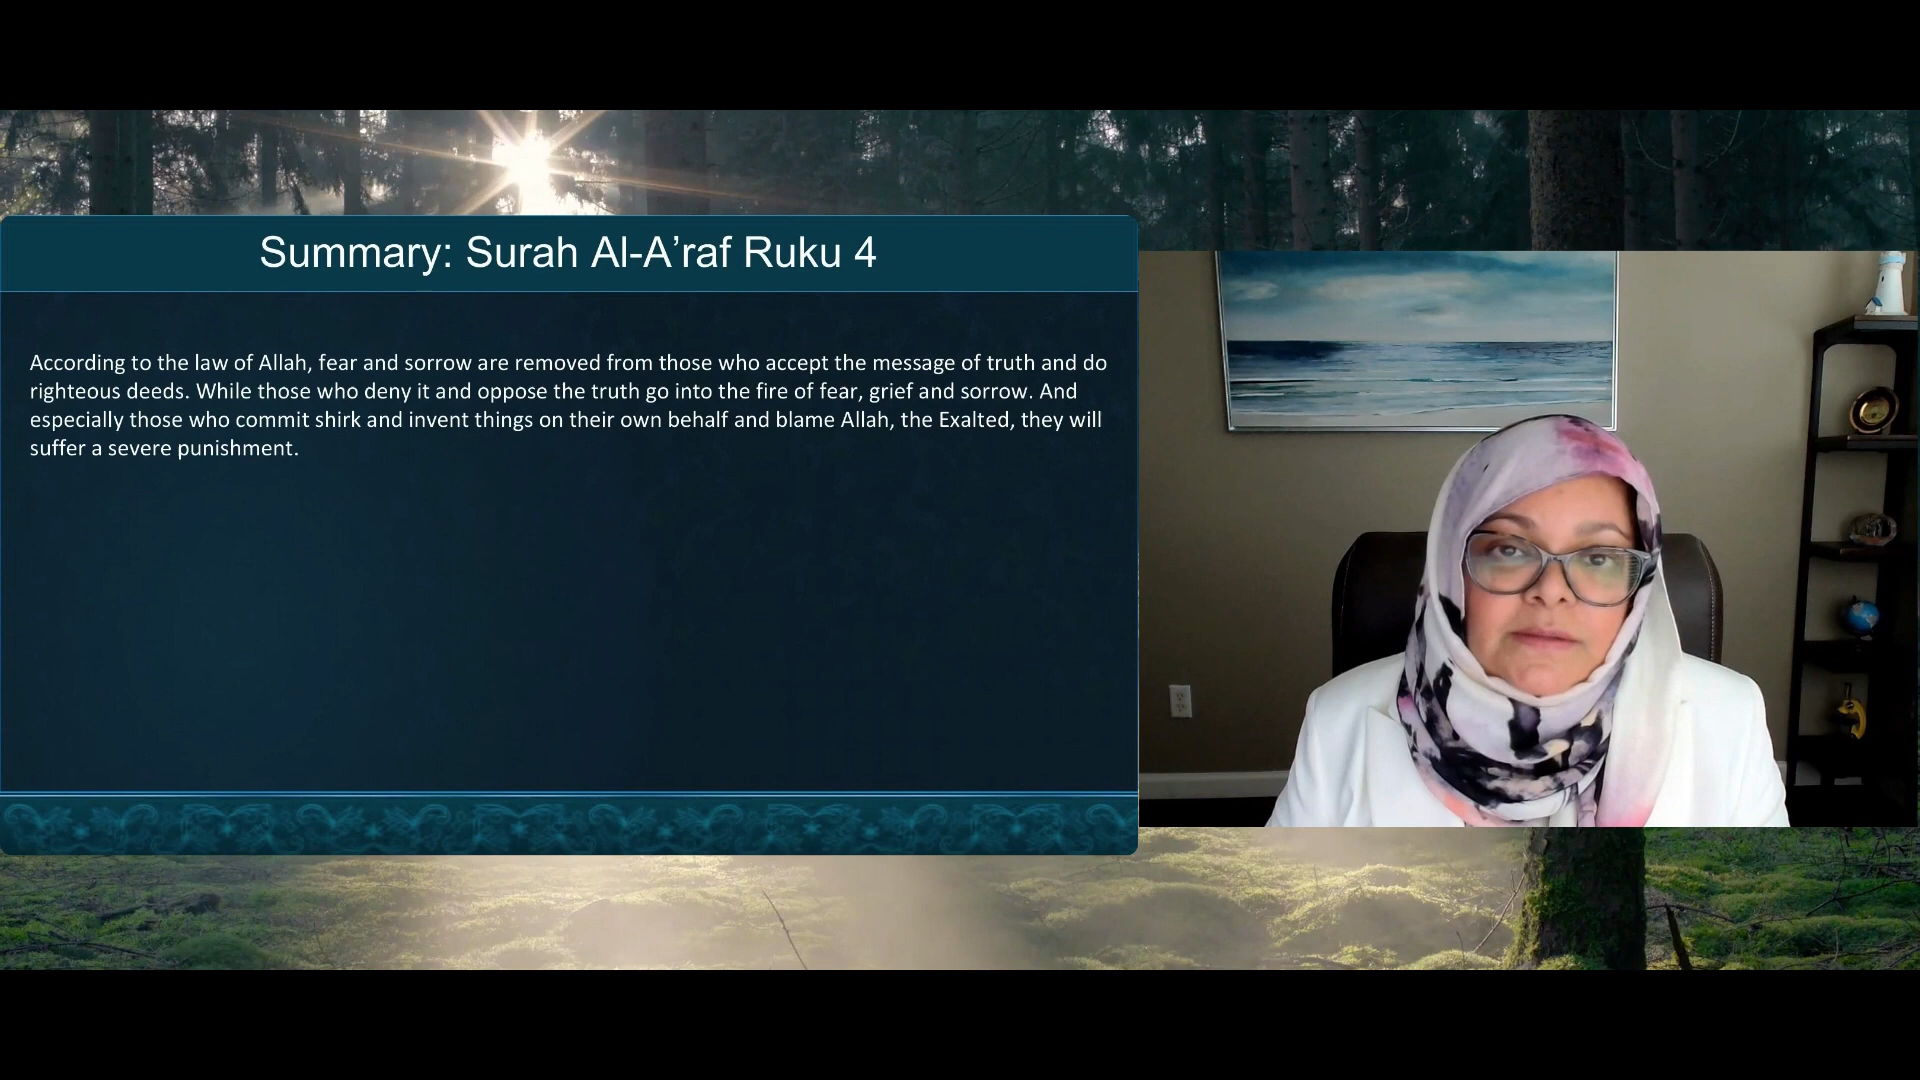 Summary: Surah Al-A’raf Ruku 4
According to the law of Allah, fear and sorrow are removed from those who accept the message of truth and do
righteous deeds. While those who deny it and oppose the truth go into the fire of fear, grief and sorrow. And
especially those who commit shirk and invent things on their own behalf and blame Allah, the Exalted, they will
suffer a severe punishment.